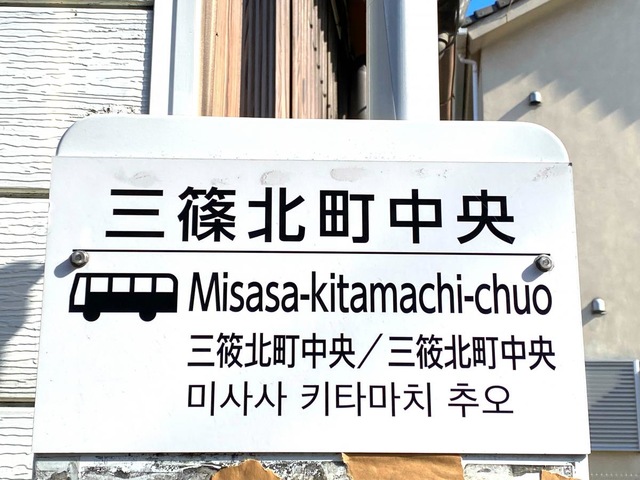 三篠北町中央
Misasa-kitamachi-chuo
三筱北町中央／三筱北町中央
미사사 키타마치 추오